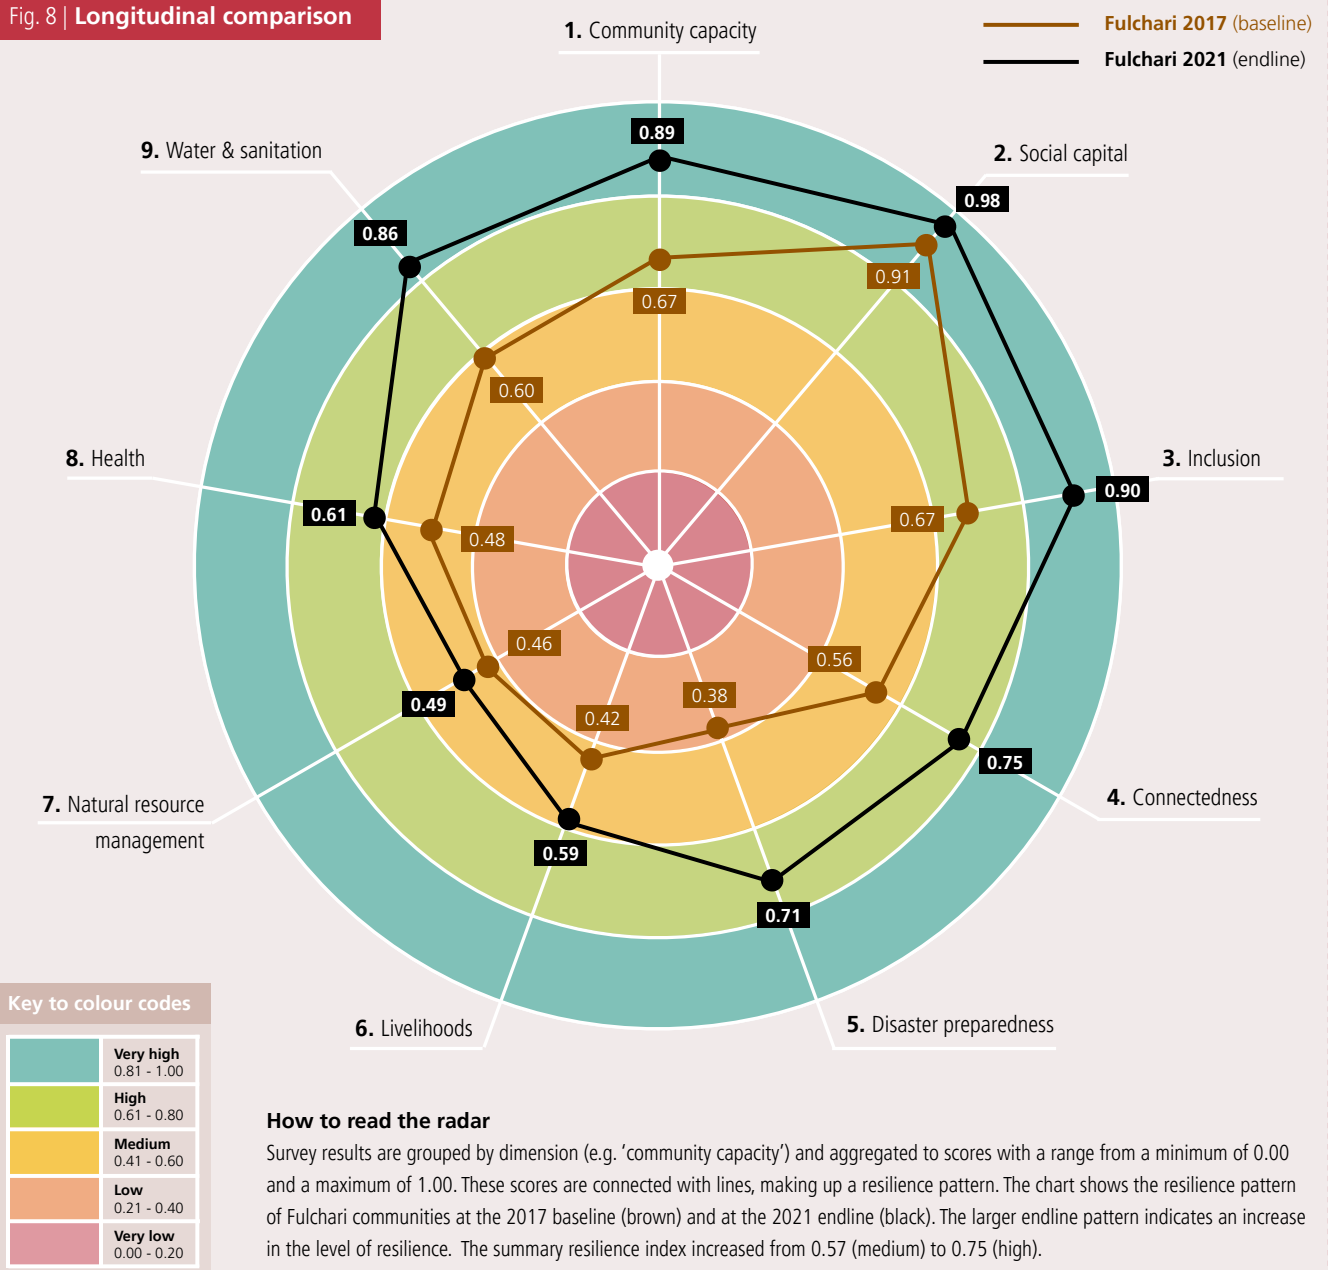 Fig. 8 | Longitudinal comparison
Fulchari 2017 (baseline)
Fulchari 2021 (endline)
1. Community capacity
0.89
0.67
2. Social capital
0.98
0.91
3. Inclusion
0.90
0.67
4. Connectedness
0.56
0.75
5. Disaster preparedness
0.38
0.71
6. Livelihoods
0.42
0.59
7. Natural resource
management
0.46
0.49
8. Health
0.61
0.48
9. Water & sanitation
0.86
0.60
Key to colour codes
Very high
0.81 - 1.00
High
0.61 - 0.80
Medium
0.41 - 0.60
Low
0.21 - 0.40
Very low
0.00 - 0.20
How to read the radar
Survey results are grouped by dimension (e.g. ‘community capacity’) and aggregated to scores with a range from a minimum of 0.00
and a maximum of 1.00. These scores are connected with lines, making up a resilience pattern. The chart shows the resilience pattern
of Fulchari communities at the 2017 baseline (brown) and at the 2021 endline (black). The larger endline pattern indicates an increase
in the level of resilience. The summary resilience index increased from 0.57 (medium) to 0.75 (high).